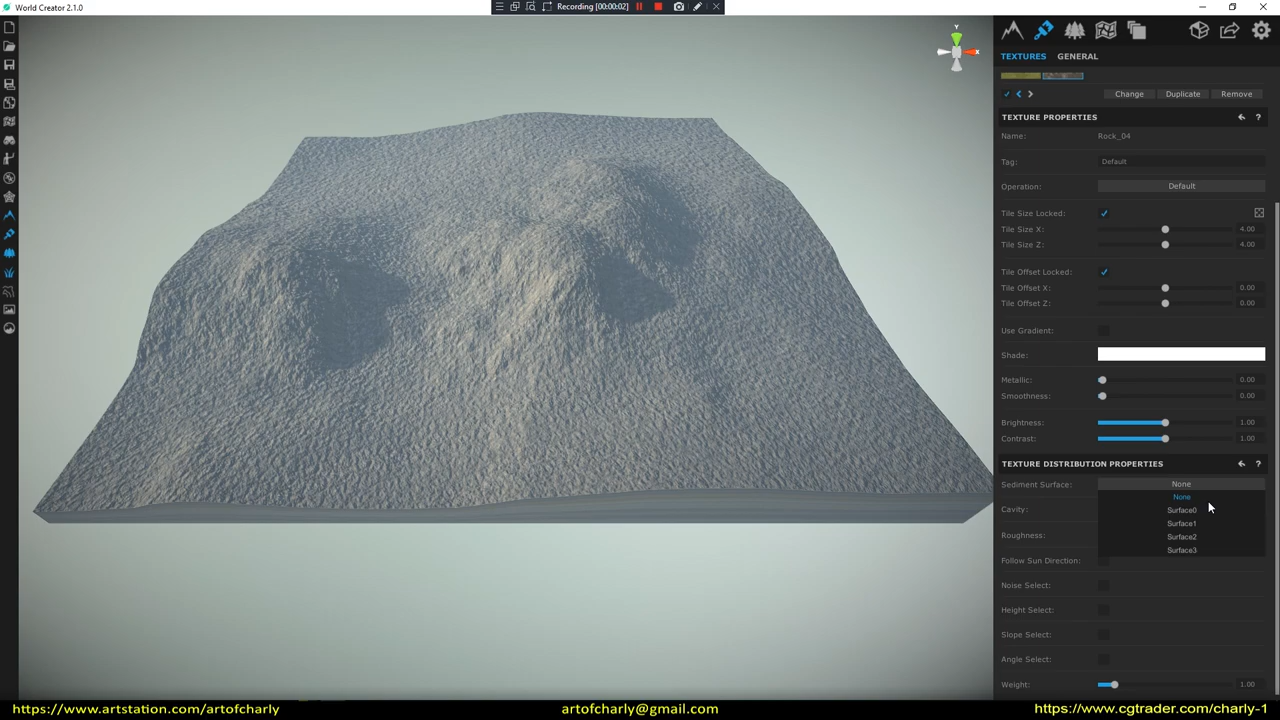 World Creator 2.1.0
Recording [00:00:02]
Y
X
TEXTURES GENERAL
Change Duplicate Remove
TEXTURE PROPERTIES ?
Name: Rock_04
Tag: Default
Operation: Default
Tile Size Locked:
Tile Size X: 4.00
Tile Size Z: 4.00
Tile Offset Locked:
Tile Offset X: 0.00
Tile Offset Z: 0.00
Use Gradient:
Shade:
Metallic: 0.00
Smoothness: 0.00
Brightness: 1.00
Contrast: 1.00
TEXTURE DISTRIBUTION PROPERTIES ?
Sediment Surface: None
None
Cavity: Surface0
Surface1
Roughness: Surface2
Surface3
Follow Sun Direction:
Noise Select:
Height Select:
Slope Select:
Angle Select:
Weight: 1.00
https://www.artstation.com/artofcharly artofcharly@gmail.com https://www.cgtrader.com/charly-1